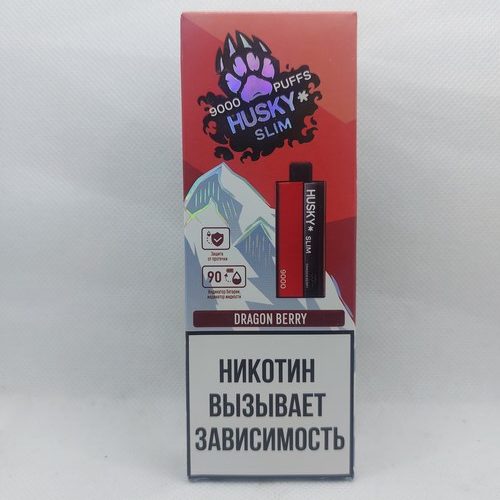 9000 PUFFS
HUSKY*
SLIM
HUSKY* SLIM
9000
Защита
от протечки
90
Индикатор батареи,
индикатор жидкости
DRAGON BERRY
НИКОТИН
ВЫЗЫВАЕТ
ЗАВИСИМОСТЬ